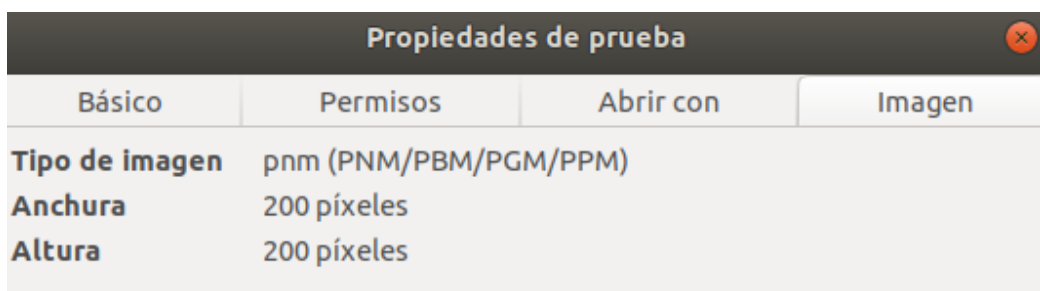 Propiedades de prueba
Básico Permisos Abrir con Imagen
Tipo de imagen pnm (PNM/PBM/PGM/PPM)
Anchura 200 píxeles
Altura 200 píxeles